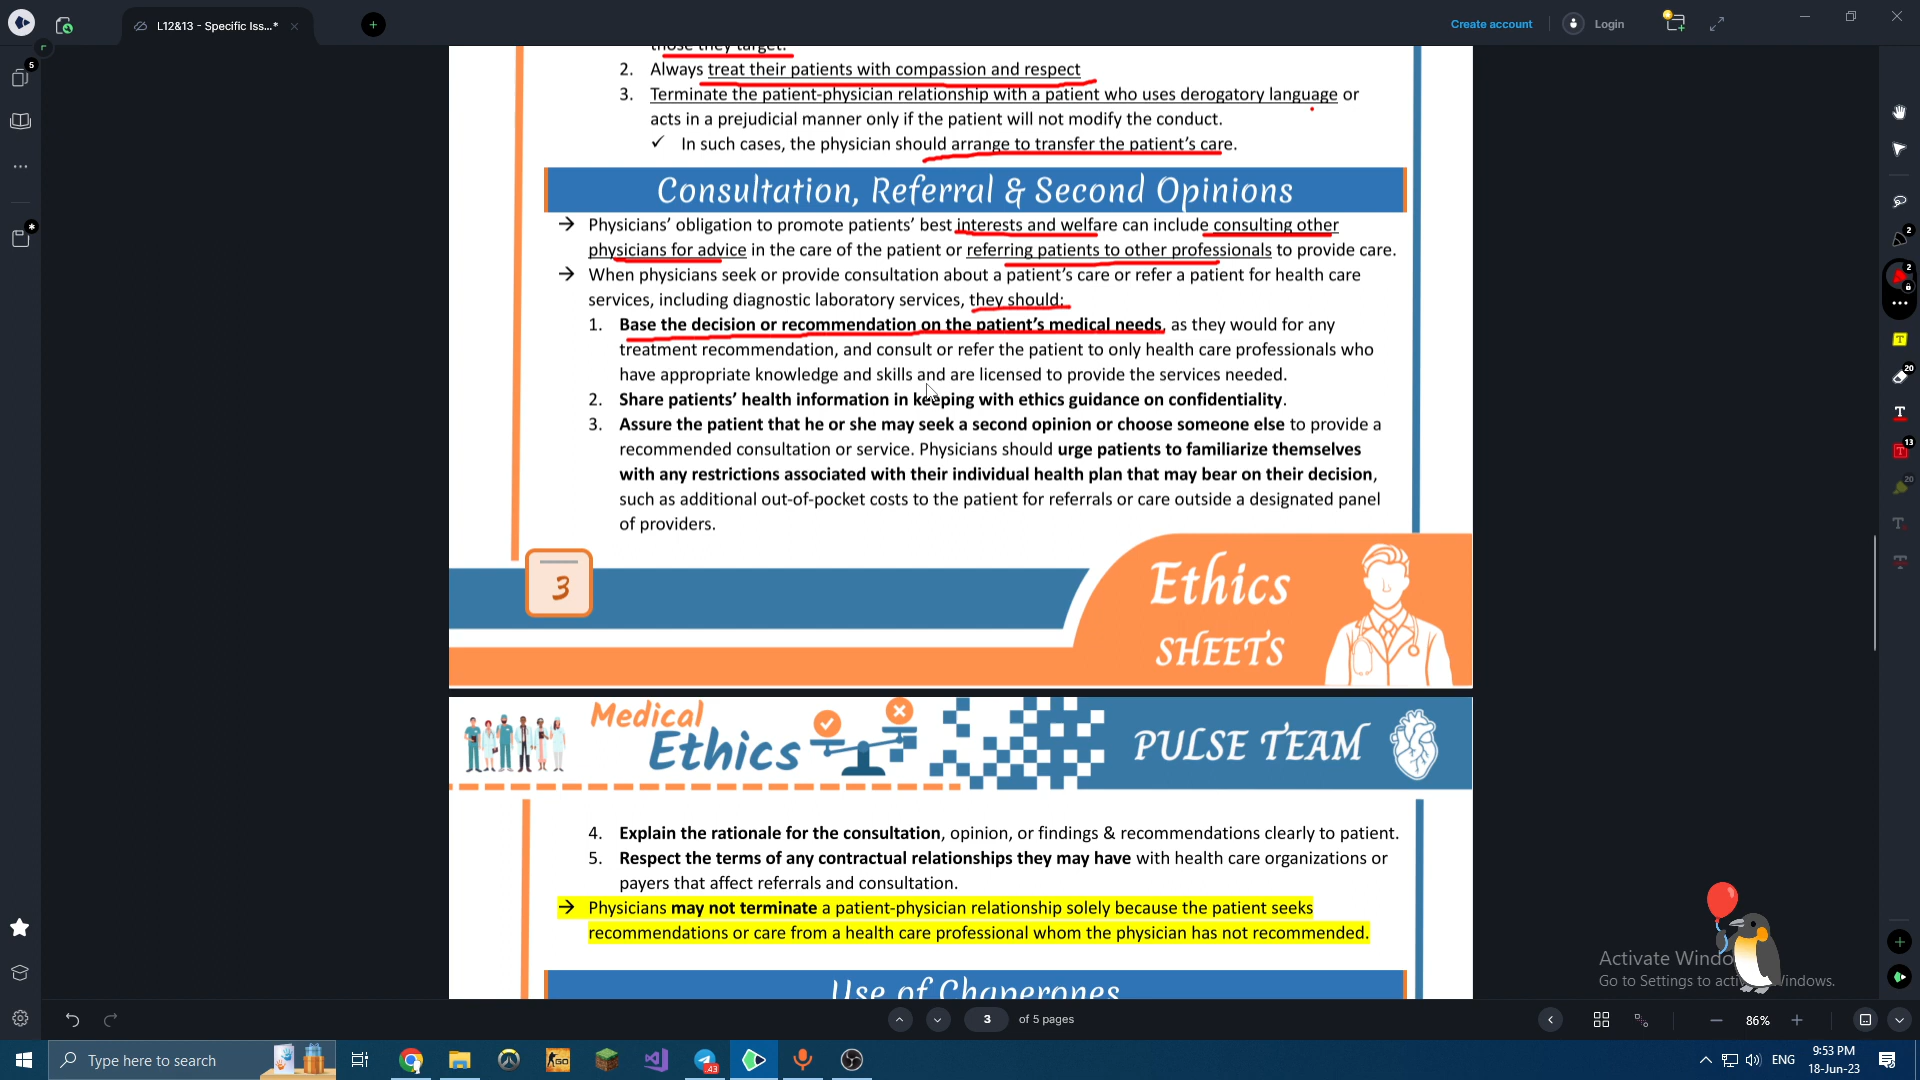 L12&13 - Specific Iss...*
Create account
Login
5
those they target.
2. Always treat their patients with compassion and respect
3. Terminate the patient-physician relationship with a patient who uses derogatory language or
acts in a prejudicial manner only if the patient will not modify the conduct.
✓ In such cases, the physician should arrange to transfer the patient's care.
Consultation, Referral & Second Opinions
→ Physicians' obligation to promote patients' best interests and welfare can include consulting other
physicians for advice in the care of the patient or referring patients to other professionals to provide care.
→ When physicians seek or provide consultation about a patient's care or refer a patient for health care
services, including diagnostic laboratory services, they should:
1. Base the decision or recommendation on the patient's medical needs, as they would for any
treatment recommendation, and consult or refer the patient to only health care professionals who
have appropriate knowledge and skills and are licensed to provide the services needed.
2. Share patients' health information in keeping with ethics guidance on confidentiality.
3. Assure the patient that he or she may seek a second opinion or choose someone else to provide a
recommended consultation or service. Physicians should urge patients to familiarize themselves
with any restrictions associated with their individual health plan that may bear on their decision,
such as additional out-of-pocket costs to the patient for referrals or care outside a designated panel
of providers.
3
Ethics
SHEETS
Medical
Ethics
PULSE TEAM
4. Explain the rationale for the consultation, opinion, or findings & recommendations clearly to patient.
5. Respect the terms of any contractual relationships they may have with health care organizations or
payers that affect referrals and consultation.
→ Physicians may not terminate a patient-physician relationship solely because the patient seeks
recommendations or care from a health care professional whom the physician has not recommended.
Use of Chaperones
2
2
20
13
20
Activate Windo
Go to Settings to acti Windows.
3 of 5 pages
86%
Type here to search
GO
43
ENG
9:53 PM
18-Jun-23